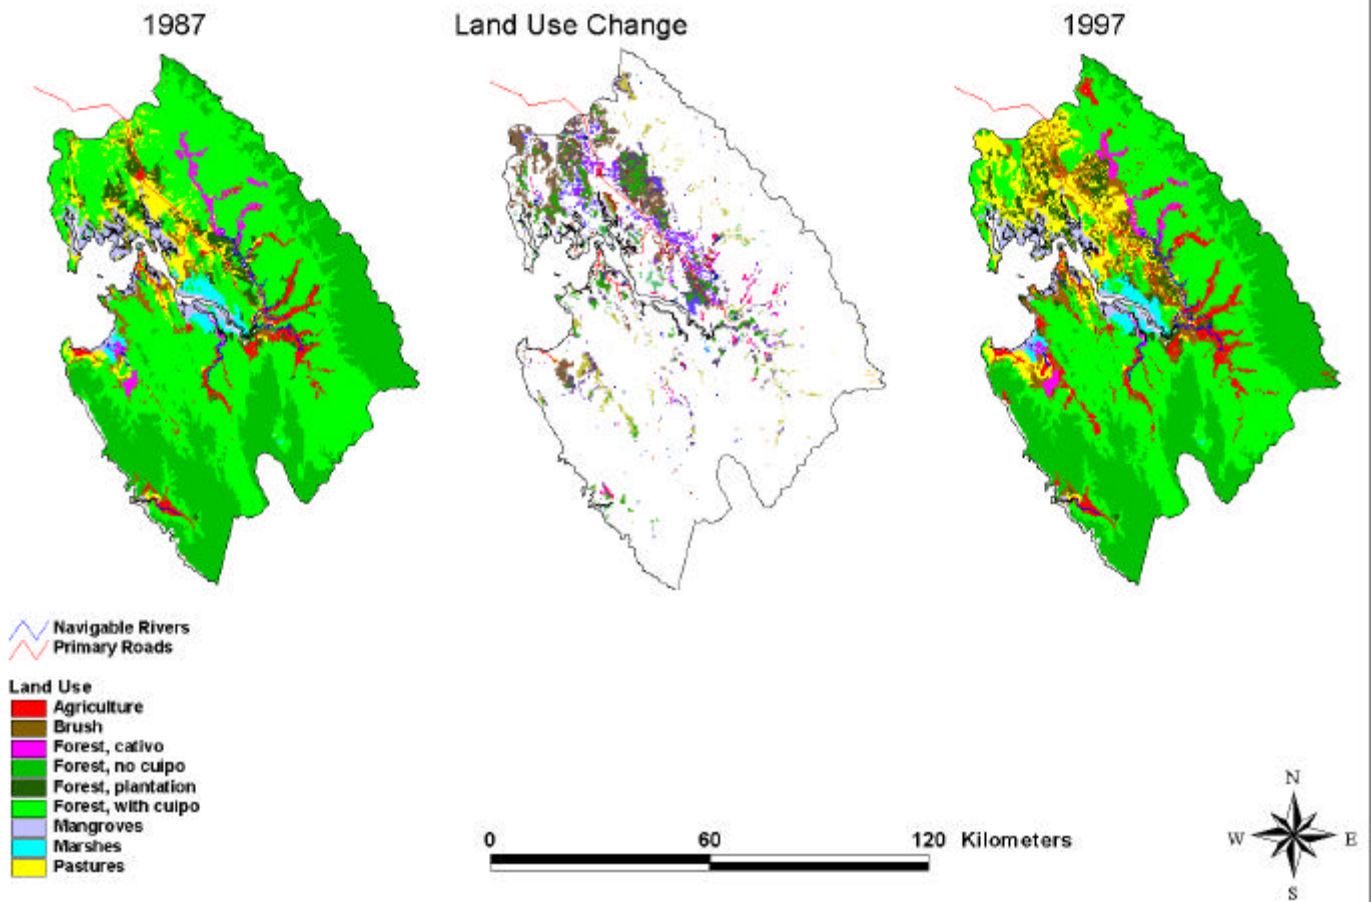 1987
Land Use Change
1997
Navigable Rivers
Primary Roads
Land Use
Agriculture
Brush
Forest, cativo
Forest, no cuipo
Forest, plantation
Forest, with cuipo
Mangroves
Marshes
Pastures
0 60 120 Kilometers
N
W E
S